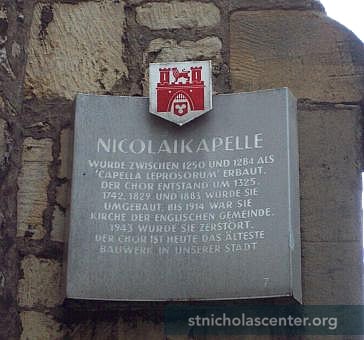 NICOLAIKAPELLE
WURDE ZWISCHEN 1250 UND 1284 ALS
'CAPELLA LEPROSORUM' ERBAUT.
DER CHOR ENTSTAND UM 1325.
1742, 1829 UND 1883 WURDE SIE
UMGEBAUT. BIS 1914 WAR SIE
KIRCHE DER ENGLISCHEN GEMEINDE.
1943 WURDE SIE ZERSTÖRT.
DER CHOR IST HEUTE DAS ÄLTESTE
BAUWERK IN UNSERER STADT
7
stnicholascenter.org